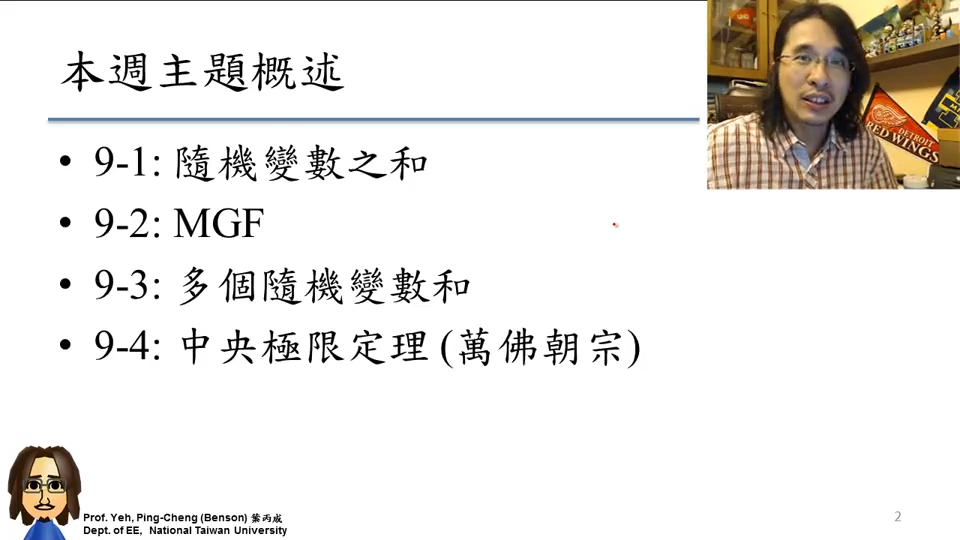 本週主題概述
• 9-1: 隨機變數之和
• 9-2: MGF
• 9-3: 多個隨機變數和
• 9-4: 中央極限定理 (萬佛朝宗)
DETROIT
RED WINGS
Prof. Yeh, Ping-Cheng (Benson) 葉丙成
Dept. of EE, National Taiwan University
2